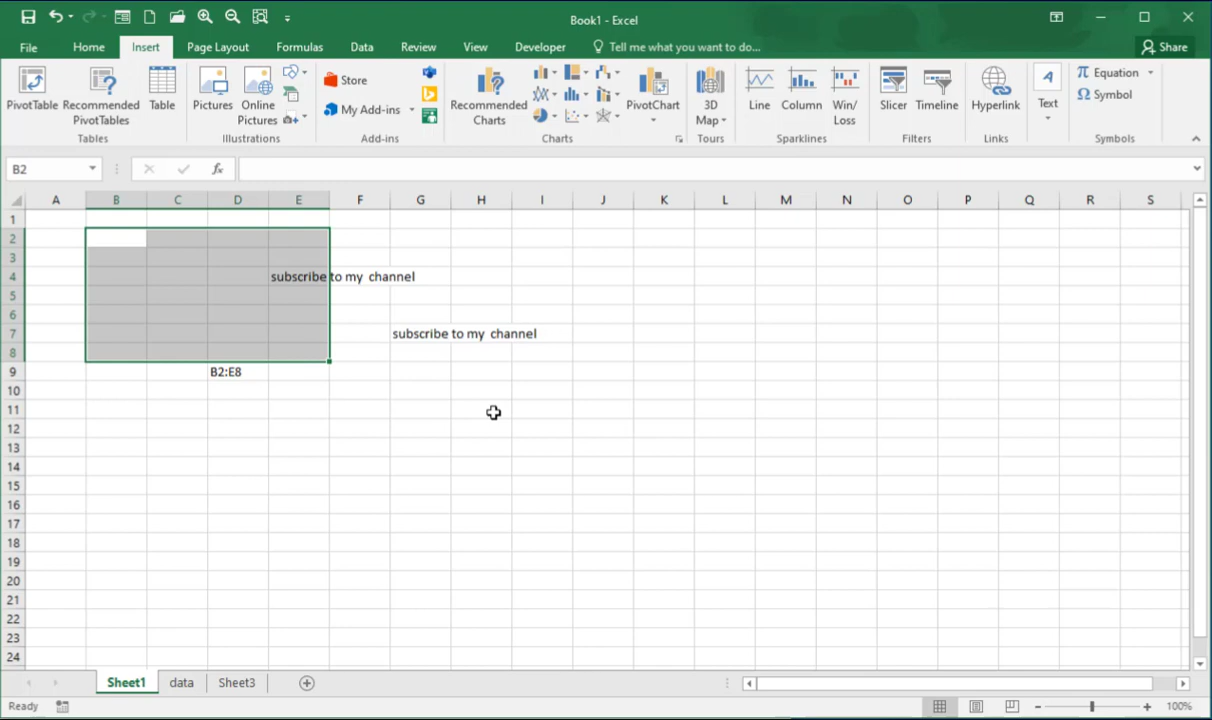 Book1 - Excel
File Home Insert Page Layout Formulas Data Review View Developer Tell me what you want to do... Share
PivotTable Recommended PivotTables Table Pictures Online Pictures Store My Add-ins Recommended Charts PivotChart 3D Map Line Column Win/Loss Slicer Timeline Hyperlink A Text π Equation Ω Symbol
Tables Illustrations Add-ins Charts Tours Sparklines Filters Links Symbols
B2 fx
A B C D E F G H I J K L M N O P Q R S
1
2
3
4 subscribe to my channel
5
6
7 subscribe to my channel
8
9 B2:E8
10
11
12
13
14
15
16
17
18
19
20
21
22
23
24
Sheet1 data Sheet3
Ready 100%